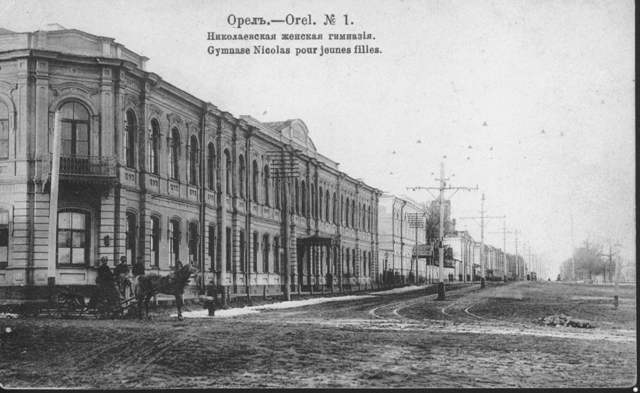 Орелъ.—Orel. № 1.
Николаевская женская гимназія.
Gymnase Nicolas pour jeunes filles.